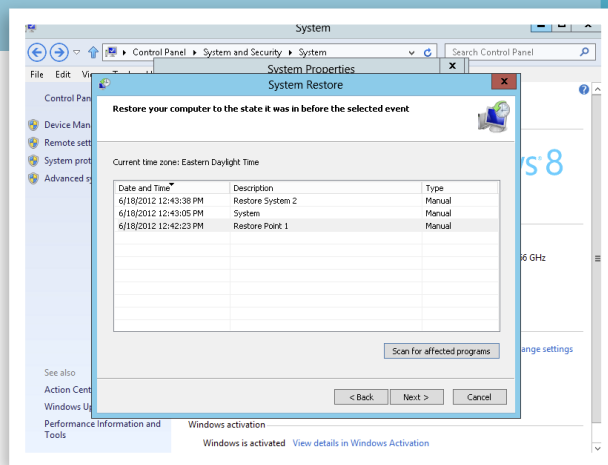 System
Control Panel ▸ System and Security ▸ System
Search Control Panel
File Edit
System Properties
System Restore
Control Pan
Restore your computer to the state it was in before the selected event
Device Man
Remote sett
System prot
Advanced sy
Current time zone: Eastern Daylight Time
s 8
Date and Time Description Type
6/18/2012 12:43:38 PM Restore System 2 Manual
6/18/2012 12:43:05 PM System Manual
6/18/2012 12:42:23 PM Restore Point 1 Manual
GHz
Scan for affected programs
ange settings
See also
Action Cent
< Back Next > Cancel
Windows Up
Performance Information and
Tools
Windows activation
Windows is activated View details in Windows Activation